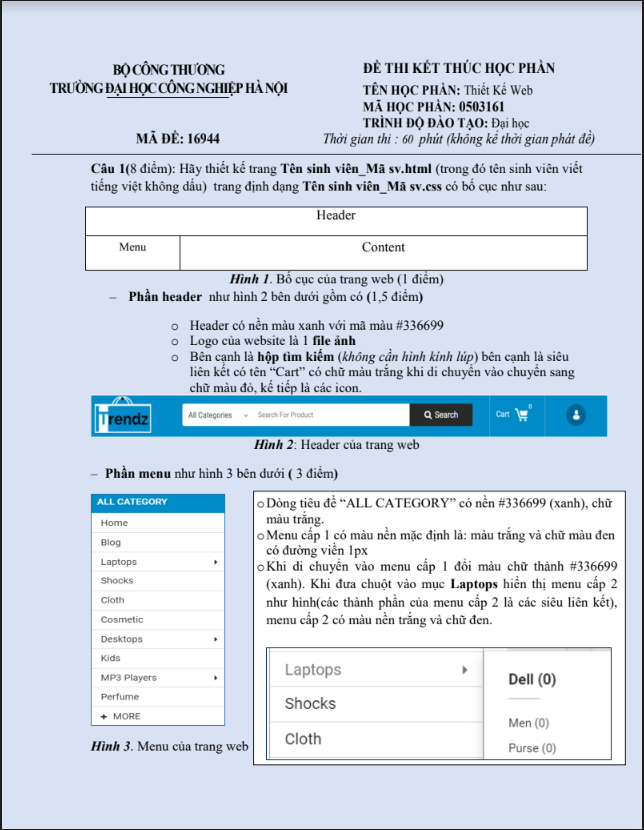 BỘ CÔNG THƯƠNG
TRƯỜNG ĐẠI HỌC CÔNG NGHIỆP HÀ NỘI
MÃ ĐỀ: 16944
ĐỀ THI KẾT THÚC HỌC PHẦN
TÊN HỌC PHẦN: Thiết Kế Web
MÃ HỌC PHẦN: 0503161
TRÌNH ĐỘ ĐÀO TẠO: Đại học
Thời gian thi : 60 phút (không kể thời gian phát đề)
Câu 1(8 điểm): Hãy thiết kế trang Tên sinh viên_Mã sv.html (trong đó tên sinh viên viết
tiếng việt không dấu) trang định dạng Tên sinh viên_Mã sv.css có bố cục như sau:
Header
Menu Content
Hình 1. Bố cục của trang web (1 điểm)
– Phần header như hình 2 bên dưới gồm có (1,5 điểm)
o Header có nền màu xanh với mã màu #336699
o Logo của website là 1 file ảnh
o Bên cạnh là hộp tìm kiếm (không cần hình kính lúp) bên cạnh là siêu
liên kết có tên “Cart” có chữ màu trắng khi di chuyển vào chuyển sang
chữ màu đỏ, kế tiếp là các icon.
Trendz All Categories Search For Product Search Cart 0
Hình 2: Header của trang web
– Phần menu như hình 3 bên dưới ( 3 điểm)
ALL CATEGORY
Home
Blog
Laptops
Shocks
Cloth
Cosmetic
Desktops
Kids
MP3 Players
Perfume
+ MORE
Hình 3. Menu của trang web
o Dòng tiêu đề “ALL CATEGORY” có nền #336699 (xanh), chữ
màu trắng.
o Menu cấp 1 có màu nền mặc định là: màu trắng và chữ màu đen
có đường viền 1px
o Khi di chuyển vào menu cấp 1 đổi màu chữ thành #336699
(xanh). Khi đưa chuột vào mục Laptops hiển thị menu cấp 2
như hình(các thành phần của menu cấp 2 là các siêu liên kết),
menu cấp 2 có màu nền trắng và chữ đen.
Laptops
Shocks
Cloth
Dell (0)
Men (0)
Purse (0)